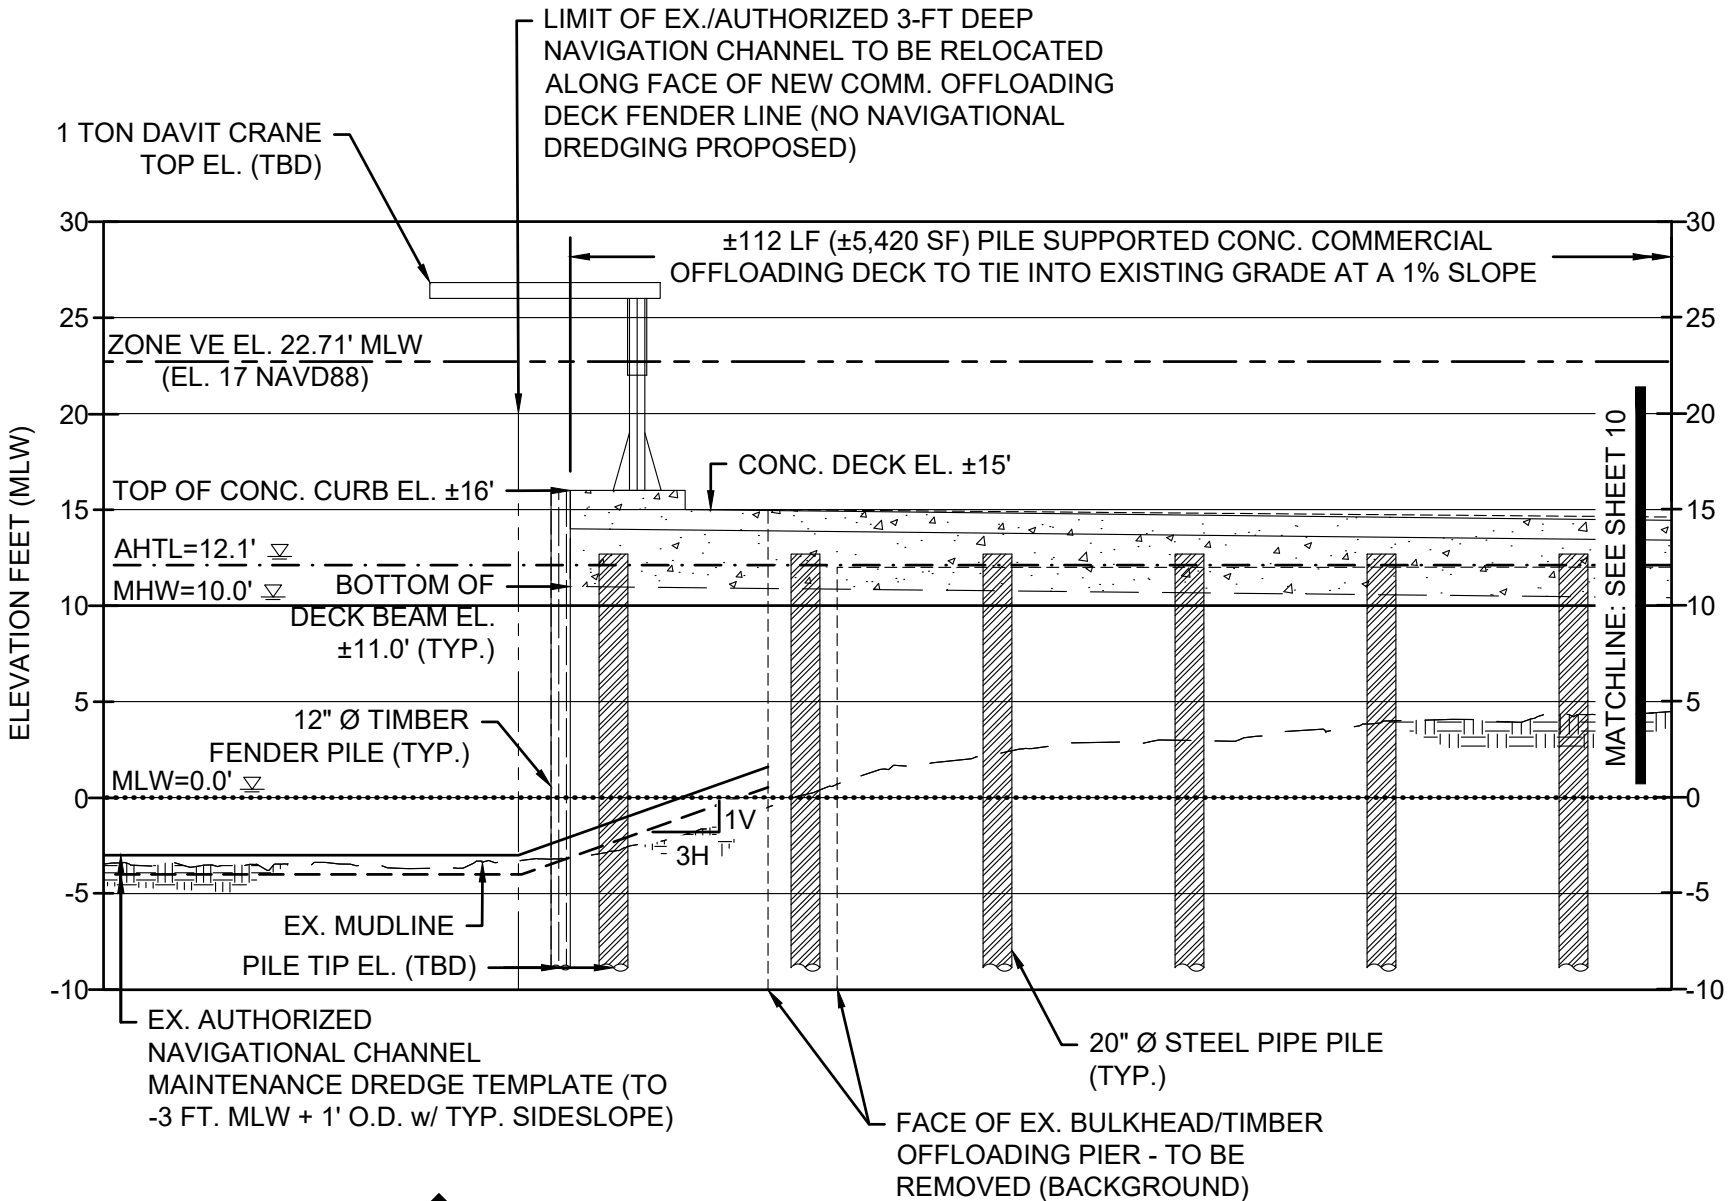 LIMIT OF EX./AUTHORIZED 3-FT DEEP
NAVIGATION CHANNEL TO BE RELOCATED
ALONG FACE OF NEW COMM. OFFLOADING
DECK FENDER LINE (NO NAVIGATIONAL
DREDGING PROPOSED)
1 TON DAVIT CRANE
TOP EL. (TBD)
30
30
±112 LF (±5,420 SF) PILE SUPPORTED CONC. COMMERCIAL
OFFLOADING DECK TO TIE INTO EXISTING GRADE AT A 1% SLOPE
25
25
ZONE VE EL. 22.71' MLW
(EL. 17 NAVD88)
20
20
ELEVATION FEET (MLW)
MATCHLINE: SEE SHEET 10
CONC. DECK EL. ±15'
TOP OF CONC. CURB EL. ±16'
15
15
AHTL=12.1'
MHW=10.0'
BOTTOM OF
DECK BEAM EL.
±11.0' (TYP.)
10
10
5
5
12" Ø TIMBER
FENDER PILE (TYP.)
MLW=0.0'
0
0
1V
3H
-5
-5
EX. MUDLINE
PILE TIP EL. (TBD)
-10
-10
EX. AUTHORIZED
NAVIGATIONAL CHANNEL
MAINTENANCE DREDGE TEMPLATE (TO
-3 FT. MLW + 1' O.D. w/ TYP. SIDESLOPE)
20" Ø STEEL PIPE PILE
(TYP.)
FACE OF EX. BULKHEAD/TIMBER
OFFLOADING PIER - TO BE
REMOVED (BACKGROUND)